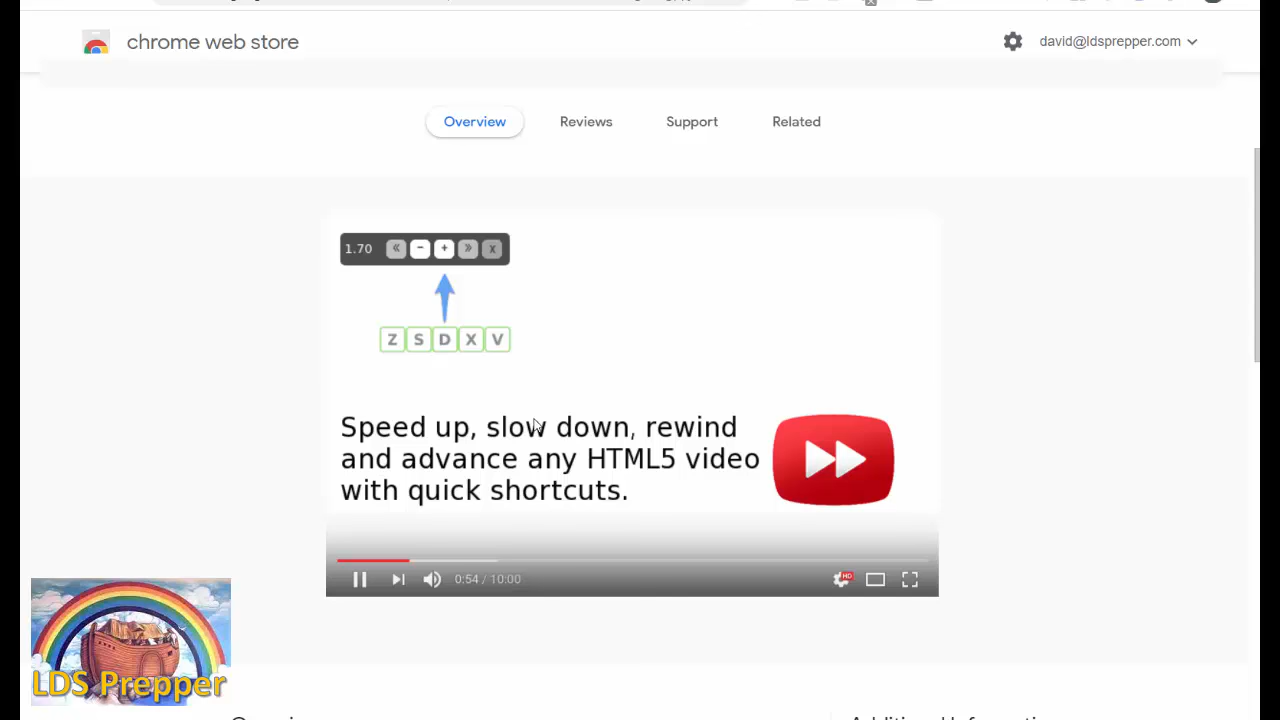 chrome web store
david@ldsprepper.com
Overview
Reviews
Support
Related
1.70 « − + » x
Z S D X V
Speed up, slow down, rewind
and advance any HTML5 video
with quick shortcuts.
0:54 / 10:00
HD
LDS Prepper